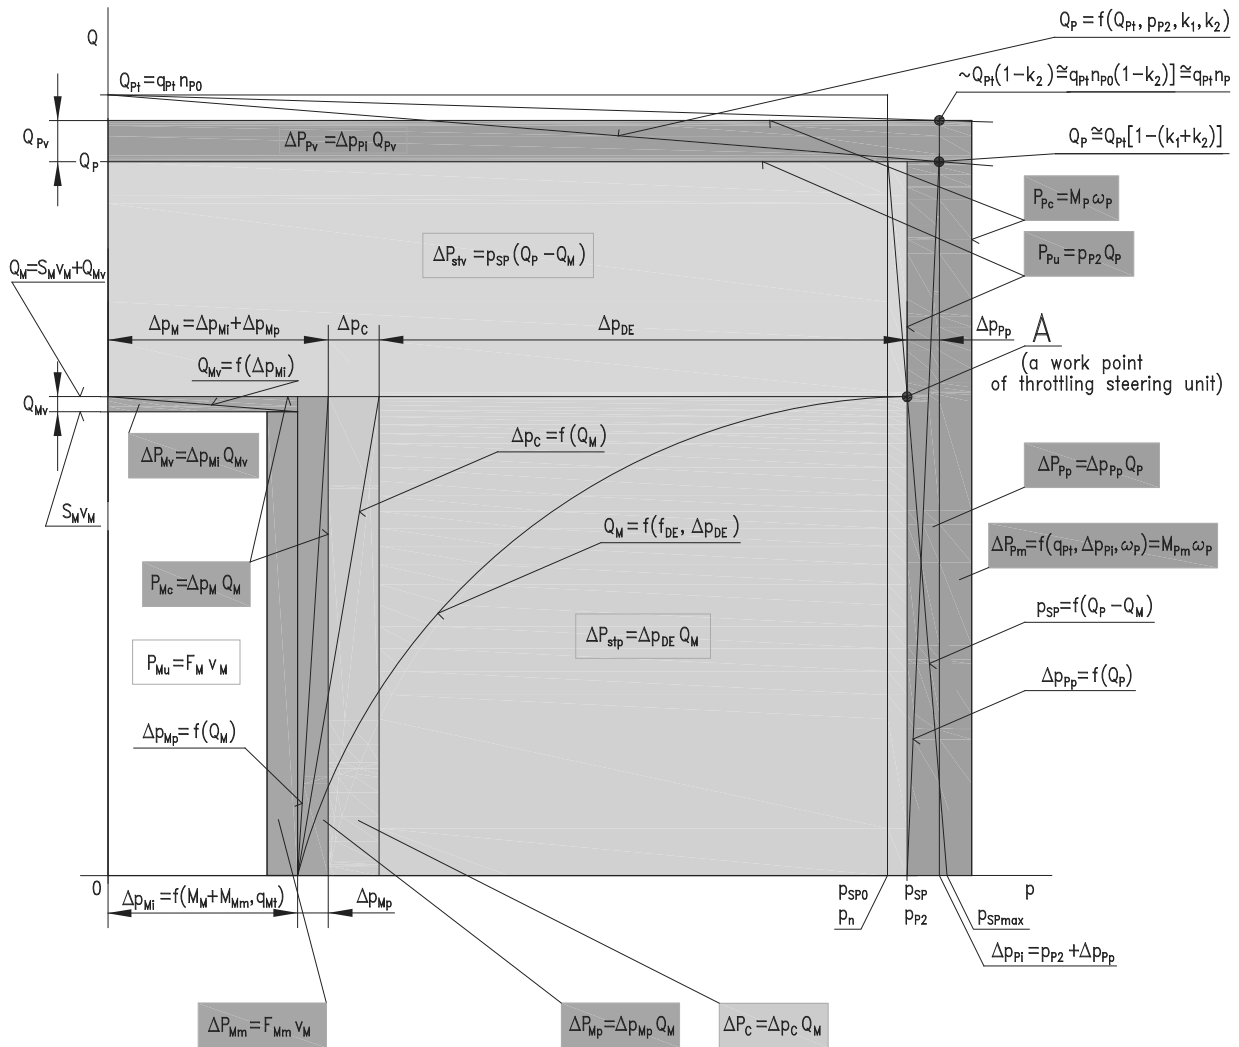 Q_P = f(Q_Pt, p_P2, k_1, k_2)
Q
Q_Pt = q_Pt n_P0
~Q_Pt(1−k_2) ≅ q_Pt n_P0(1−k_2)] ≅ q_Pt n_P
Q_Pv
ΔP_Pv = Δp_Pi Q_Pv
Q_P ≅ Q_Pt[1−(k_1+k_2)]
Q_P
P_Pc = M_P ω_P
ΔP_stv = p_SP (Q_P − Q_M)
P_Pu = p_P2 Q_P
Q_M = S_M v_M + Q_Mv
Δp_M = Δp_Mi + Δp_Mp
Δp_C
Δp_DE
Δp_Pp
A
(a work point
of throttling steering unit)
Q_Mv = f(Δp_Mi)
Q_Mv
Δp_C = f(Q_M)
ΔP_Mv = Δp_Mi Q_Mv
ΔP_Pp = Δp_Pp Q_P
S_M v_M
Q_M = f(f_DE, Δp_DE)
ΔP_Pm = f(q_Pt, Δp_Pi, ω_P) = M_Pm ω_P
P_Mc = Δp_M Q_M
p_SP = f(Q_P − Q_M)
ΔP_stp = Δp_DE Q_M
P_Mu = F_M v_M
Δp_Pp = f(Q_P)
Δp_Mp = f(Q_M)
0
Δp_Mi = f(M_M + M_Mm, q_Mt)
Δp_Mp
p_SP0
p_SP
p
p_n
p_P2
p_SPmax
Δp_Pi = p_P2 + Δp_Pp
ΔP_Mm = F_Mm v_M
ΔP_Mp = Δp_Mp Q_M
ΔP_C = Δp_C Q_M